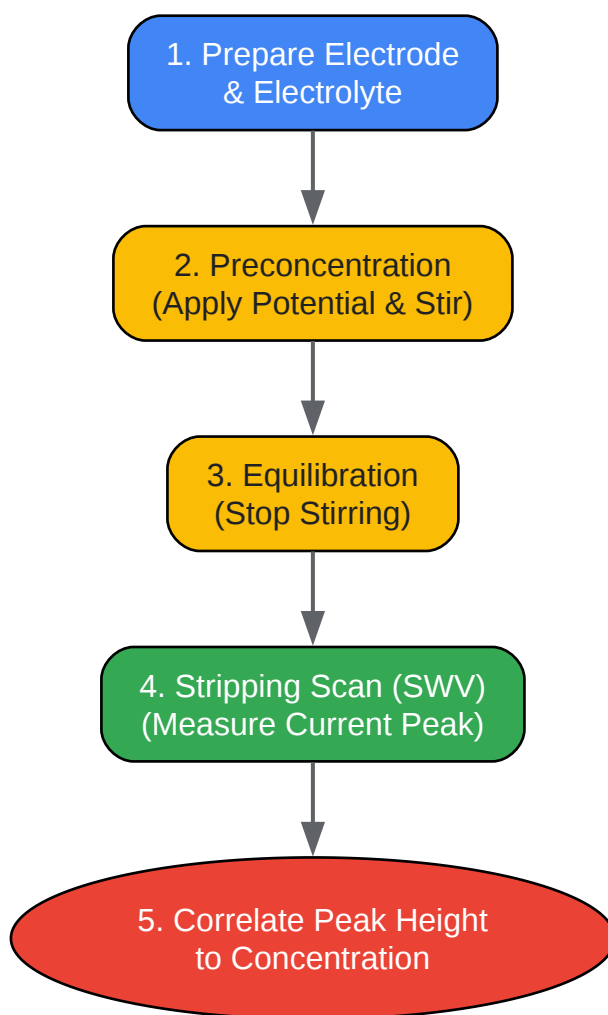 1. Prepare Electrode
& Electrolyte
2. Preconcentration
(Apply Potential & Stir)
3. Equilibration
(Stop Stirring)
4. Stripping Scan (SWV)
(Measure Current Peak)
5. Correlate Peak Height
to Concentration